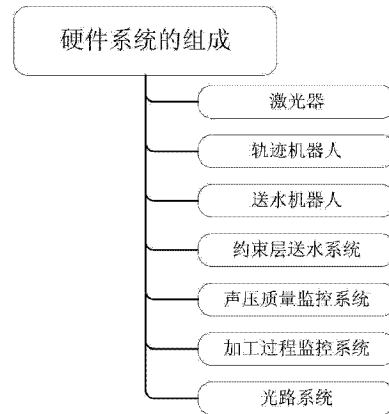 硬件系统的组成
激光器
轨迹机器人
送水机器人
约束层送水系统
声压质量监控系统
加工过程监控系统
光路系统